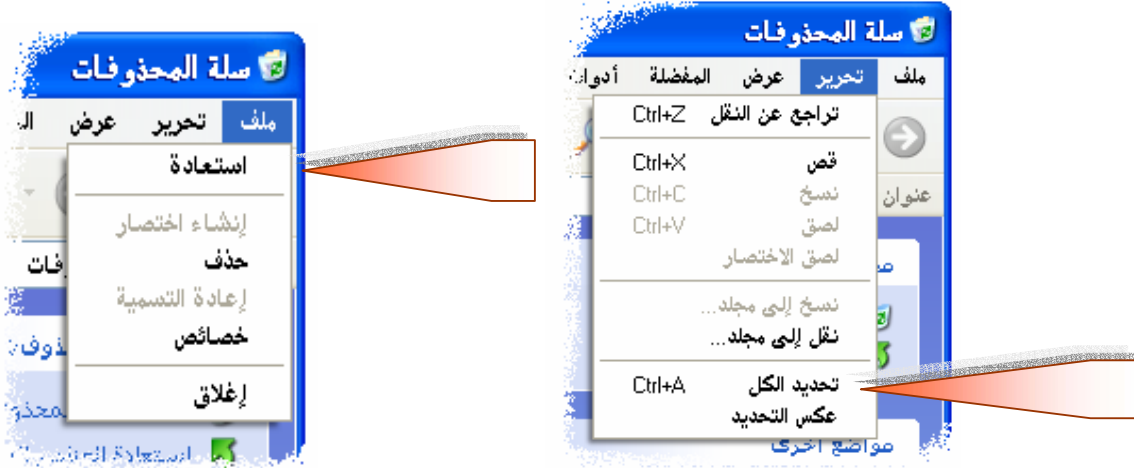 سلة المحذوفات
ملف تحرير عرض المفضلة
تراجع عن النقل Ctrl+Z
قص Ctrl+X
نسخ Ctrl+C
لصق Ctrl+V
لصق الاختصار
نسخ إلى مجلد...
نقل إلى مجلد...
تحديد الكل Ctrl+A
عكس التحديد
عنوان
مواضع أخرى
سلة المحذوفات
ملف تحرير عرض
استعادة
إنشاء اختصار
حذف
إعادة التسمية
خصائص
إغلاق
استعادة